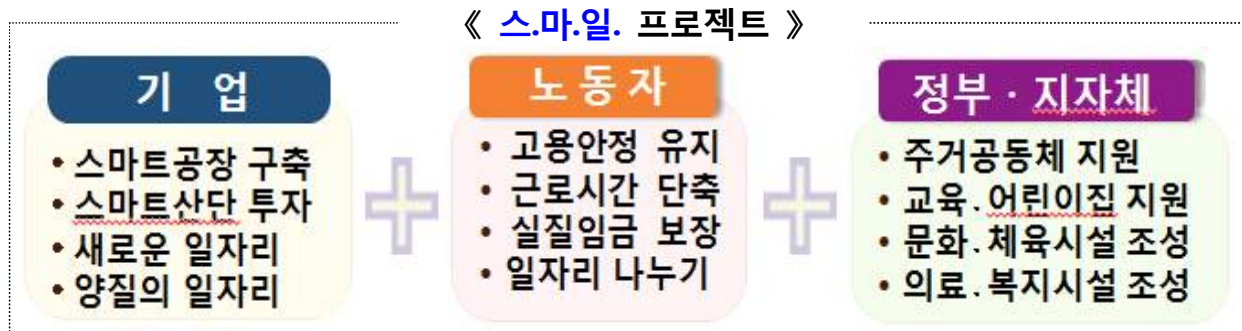 《 스.마.일. 프로젝트 》
기 업
• 스마트공장 구축
• 스마트산단 투자
• 새로운 일자리
• 양질의 일자리
노 동 자
• 고용안정 유지
• 근로시간 단축
• 실질임금 보장
• 일자리 나누기
정부 · 지자체
• 주거공동체 지원
• 교육.어린이집 지원
• 문화.체육시설 조성
• 의료.복지시설 조성